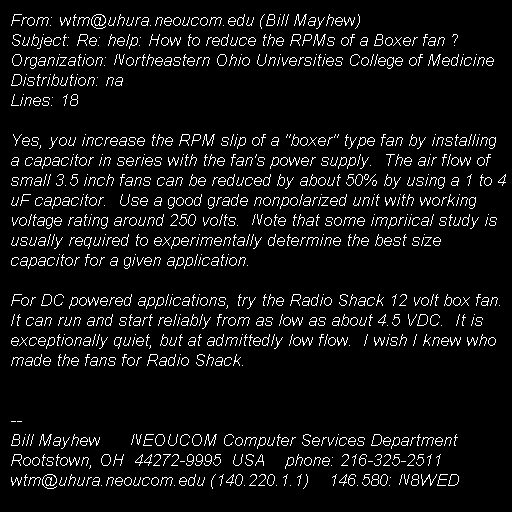 From: wtm@uhura.neoucom.edu (Bill Mayhew)
Subject: Re: help: How to reduce the RPMs of a Boxer fan ?
Organization: Northeastern Ohio Universities College of Medicine
Distribution: na
Lines: 18

Yes, you increase the RPM slip of a "boxer" type fan by installing
a capacitor in series with the fan's power supply.  The air flow of
small 3.5 inch fans can be reduced by about 50% by using a 1 to 4
uF capacitor.  Use a good grade nonpolarized unit with working
voltage rating around 250 volts.  Note that some impriical study is
usually required to experimentally determine the best size
capacitor for a given application.

For DC powered applications, try the Radio Shack 12 volt box fan.
It can run and start reliably from as low as about 4.5 VDC.  It is
exceptionally quiet, but at admittedly low flow.  I wish I knew who
made the fans for Radio Shack.

--
Bill Mayhew      NEOUCOM Computer Services Department
Rootstown, OH  44272-9995  USA    phone: 216-325-2511
wtm@uhura.neoucom.edu (140.220.1.1)    146.580: N8WED